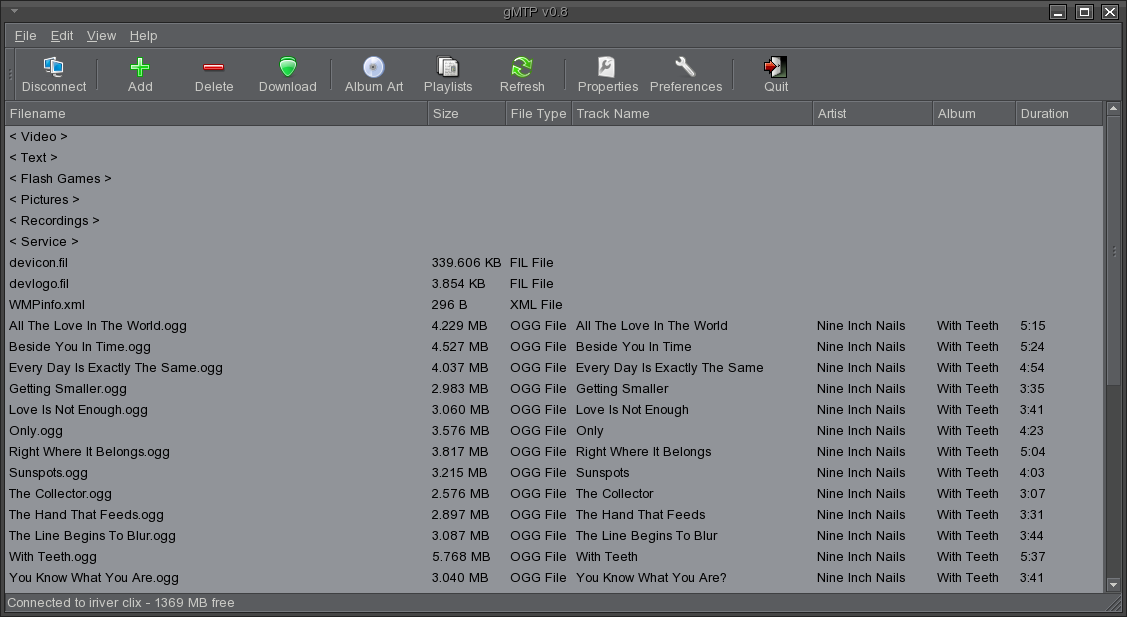 gMTP v0.8
File Edit View Help
Disconnect Add Delete Download Album Art Playlists Refresh Properties Preferences Quit
Filename Size File Type Track Name Artist Album Duration
< Video >
< Text >
< Flash Games >
< Pictures >
< Recordings >
< Service >
devicon.fil 339.606 KB FIL File
devlogo.fil 3.854 KB FIL File
WMPinfo.xml 296 B XML File
All The Love In The World.ogg 4.229 MB OGG File All The Love In The World Nine Inch Nails With Teeth 5:15
Beside You In Time.ogg 4.527 MB OGG File Beside You In Time Nine Inch Nails With Teeth 5:24
Every Day Is Exactly The Same.ogg 4.037 MB OGG File Every Day Is Exactly The Same Nine Inch Nails With Teeth 4:54
Getting Smaller.ogg 2.983 MB OGG File Getting Smaller Nine Inch Nails With Teeth 3:35
Love Is Not Enough.ogg 3.060 MB OGG File Love Is Not Enough Nine Inch Nails With Teeth 3:41
Only.ogg 3.576 MB OGG File Only Nine Inch Nails With Teeth 4:23
Right Where It Belongs.ogg 3.817 MB OGG File Right Where It Belongs Nine Inch Nails With Teeth 5:04
Sunspots.ogg 3.215 MB OGG File Sunspots Nine Inch Nails With Teeth 4:03
The Collector.ogg 2.576 MB OGG File The Collector Nine Inch Nails With Teeth 3:07
The Hand That Feeds.ogg 2.897 MB OGG File The Hand That Feeds Nine Inch Nails With Teeth 3:31
The Line Begins To Blur.ogg 3.087 MB OGG File The Line Begins To Blur Nine Inch Nails With Teeth 3:44
With Teeth.ogg 5.768 MB OGG File With Teeth Nine Inch Nails With Teeth 5:37
You Know What You Are.ogg 3.040 MB OGG File You Know What You Are? Nine Inch Nails With Teeth 3:41
Connected to iriver clix - 1369 MB free